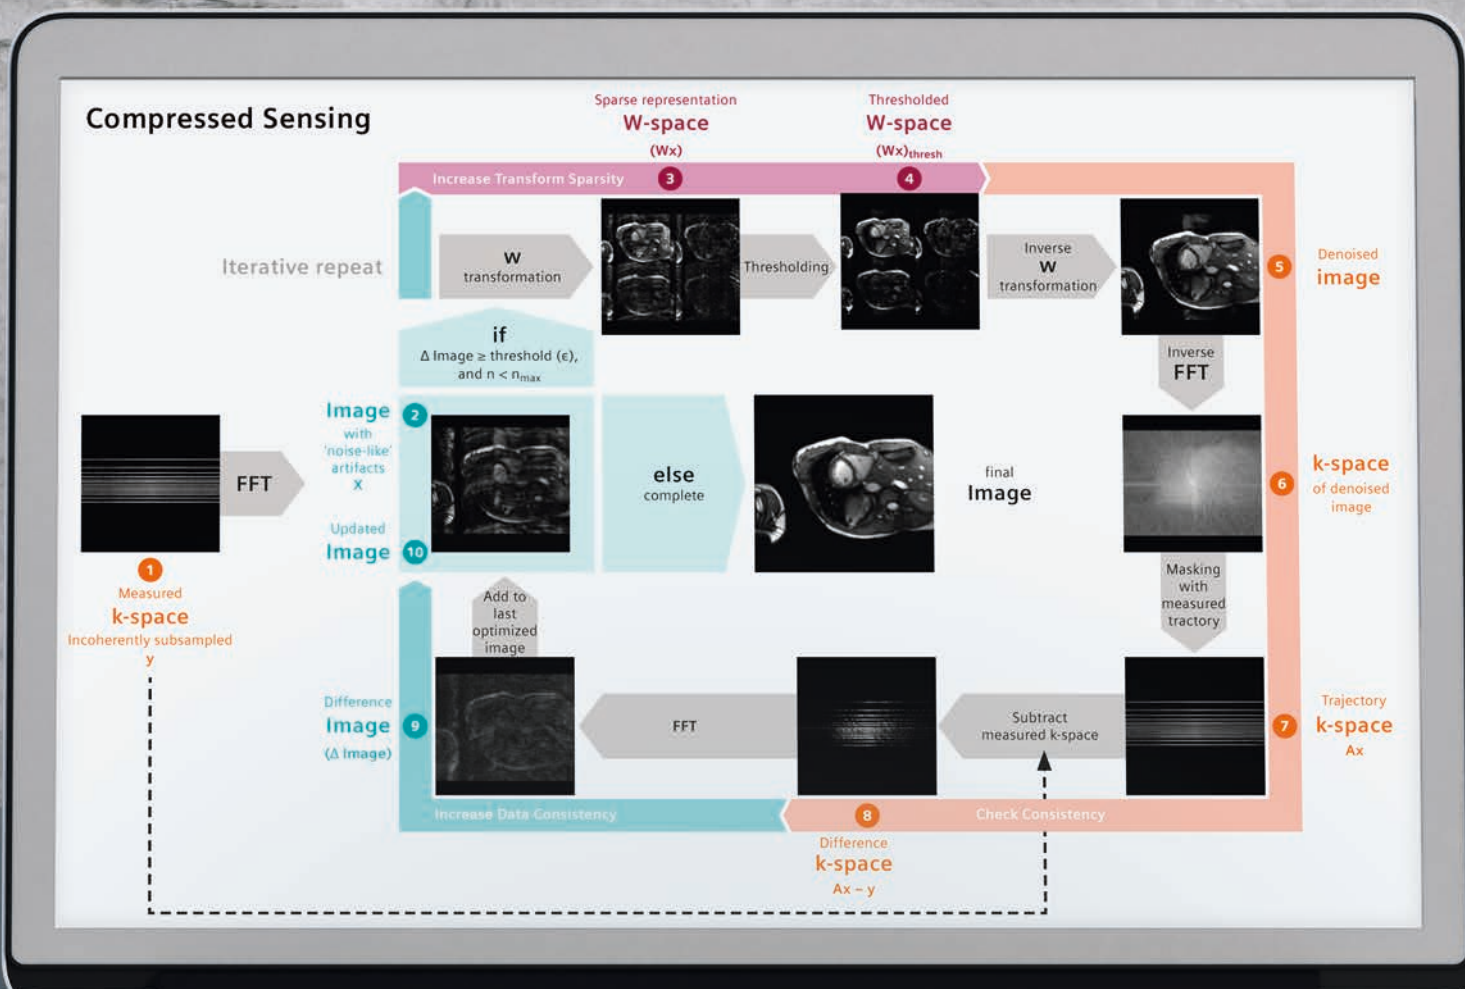 Compressed Sensing
Sparse representation
W-space
(Wx)
Thresholded
W-space
(Wx)thresh
Increase Transform Sparsity
3
4
Iterative repeat
W
transformation
Thresholding
Inverse
W
transformation
5
Denoised
image
if
Δ Image ≥ threshold (ϵ),
and n < nmax
Inverse
FFT
Image
2
with
'noise-like'
artifacts
X
FFT
else
complete
final
Image
6
k-space
of denoised
image
Updated
Image
10
1
Measured
k-space
Incoherently subsampled
y
Add to
last
optimized
image
Masking
with
measured
tractory
Difference
Image
(Δ Image)
9
FFT
Subtract
measured k-space
7
Trajectory
k-space
Ax
Increase Data Consistency
8
Check Consistency
Difference
k-space
Ax – y